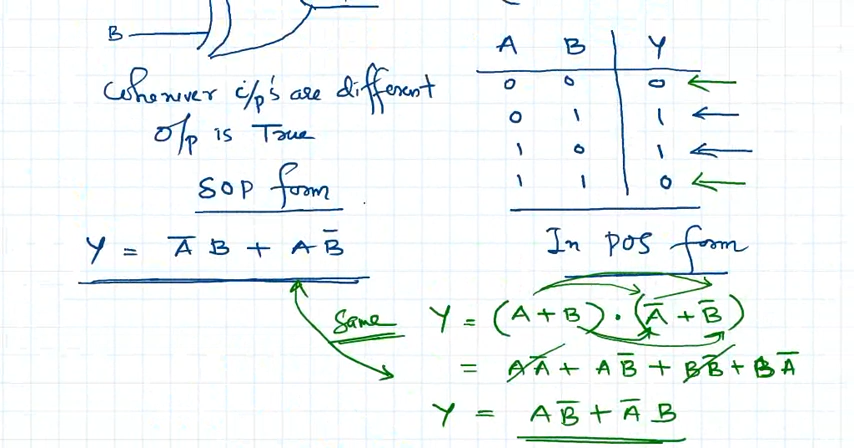 B
A B Y
0 0 0
0 1 1
1 0 1
1 1 0
Whenever i/p's are different
O/p is True
SOP form
Y = A̅ B + A B̅
In POS form
Same
Y = (A + B) · (A̅ + B̅)
= AA̅ + AB̅ + BB̅ + BA̅
Y = AB̅ + A̅ B